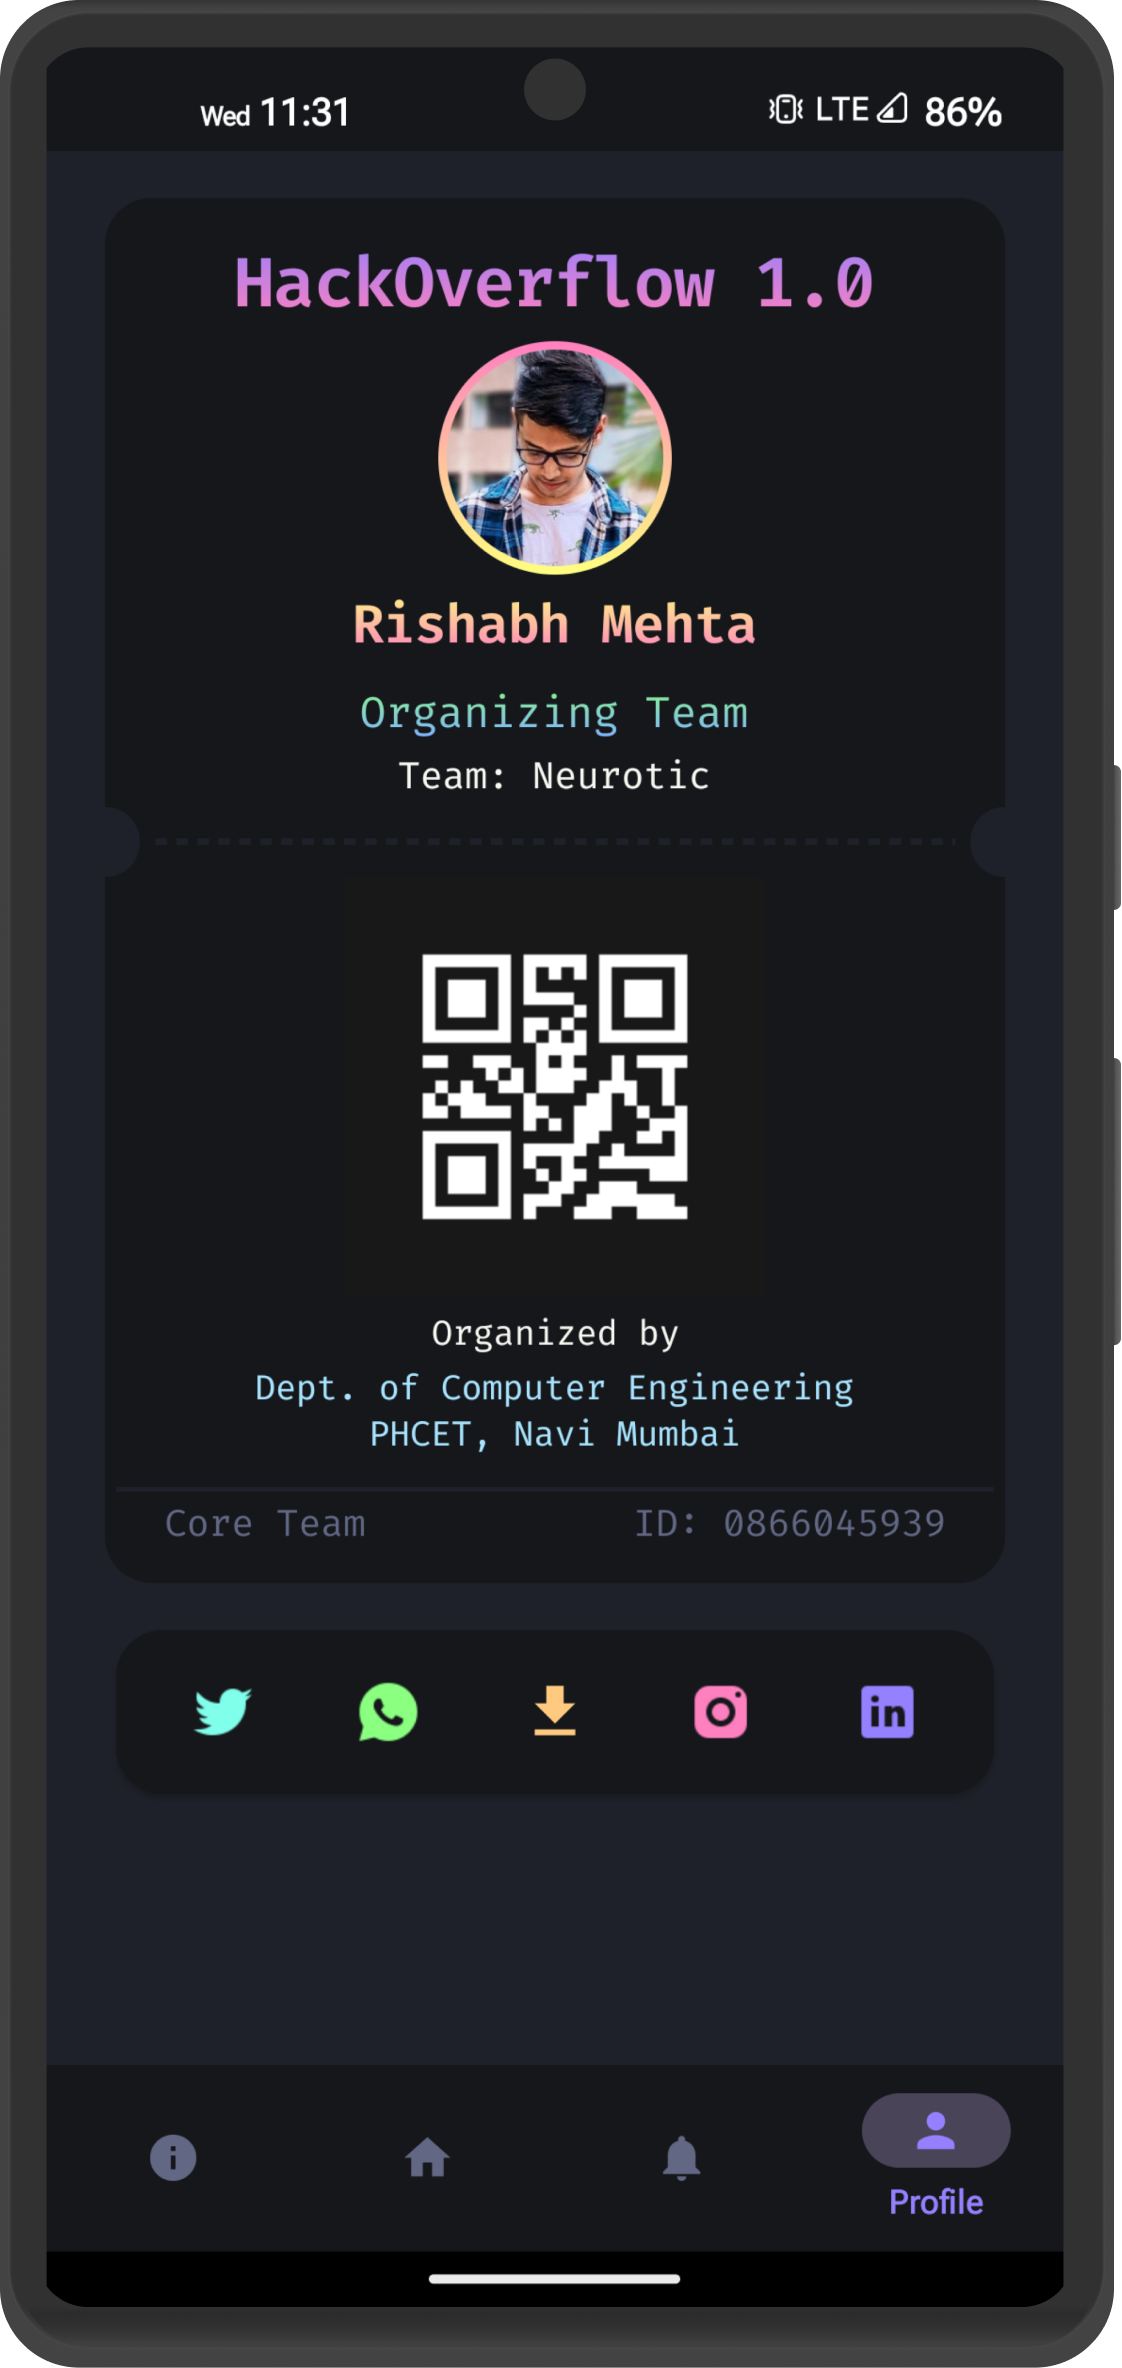 Wed 11:31 LTE 86%
HackOverflow 1.0
Rishabh Mehta
Organizing Team
Team: Neurotic
Organized by
Dept. of Computer Engineering
PHCET, Navi Mumbai
Core Team ID: 0866045939
in
Profile